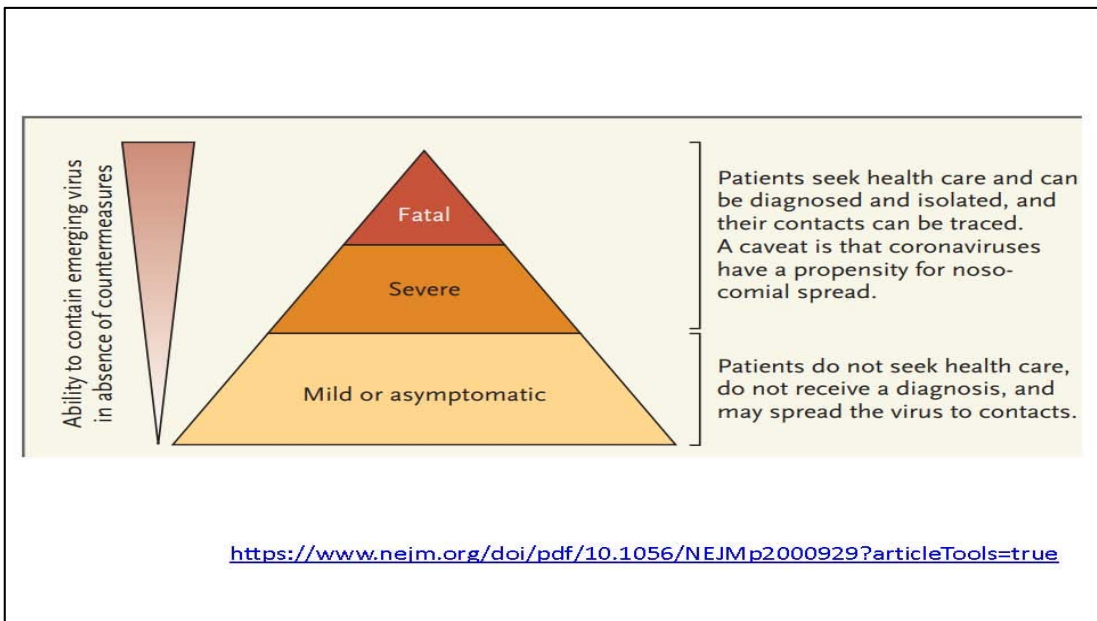 Ability to contain emerging virus
in absence of countermeasures
Fatal
Severe
Mild or asymptomatic
Patients seek health care and can
be diagnosed and isolated, and
their contacts can be traced.
A caveat is that coronaviruses
have a propensity for noso-
comial spread.
Patients do not seek health care,
do not receive a diagnosis, and
may spread the virus to contacts.
https://www.nejm.org/doi/pdf/10.1056/NEJMp2000929?articleTools=true